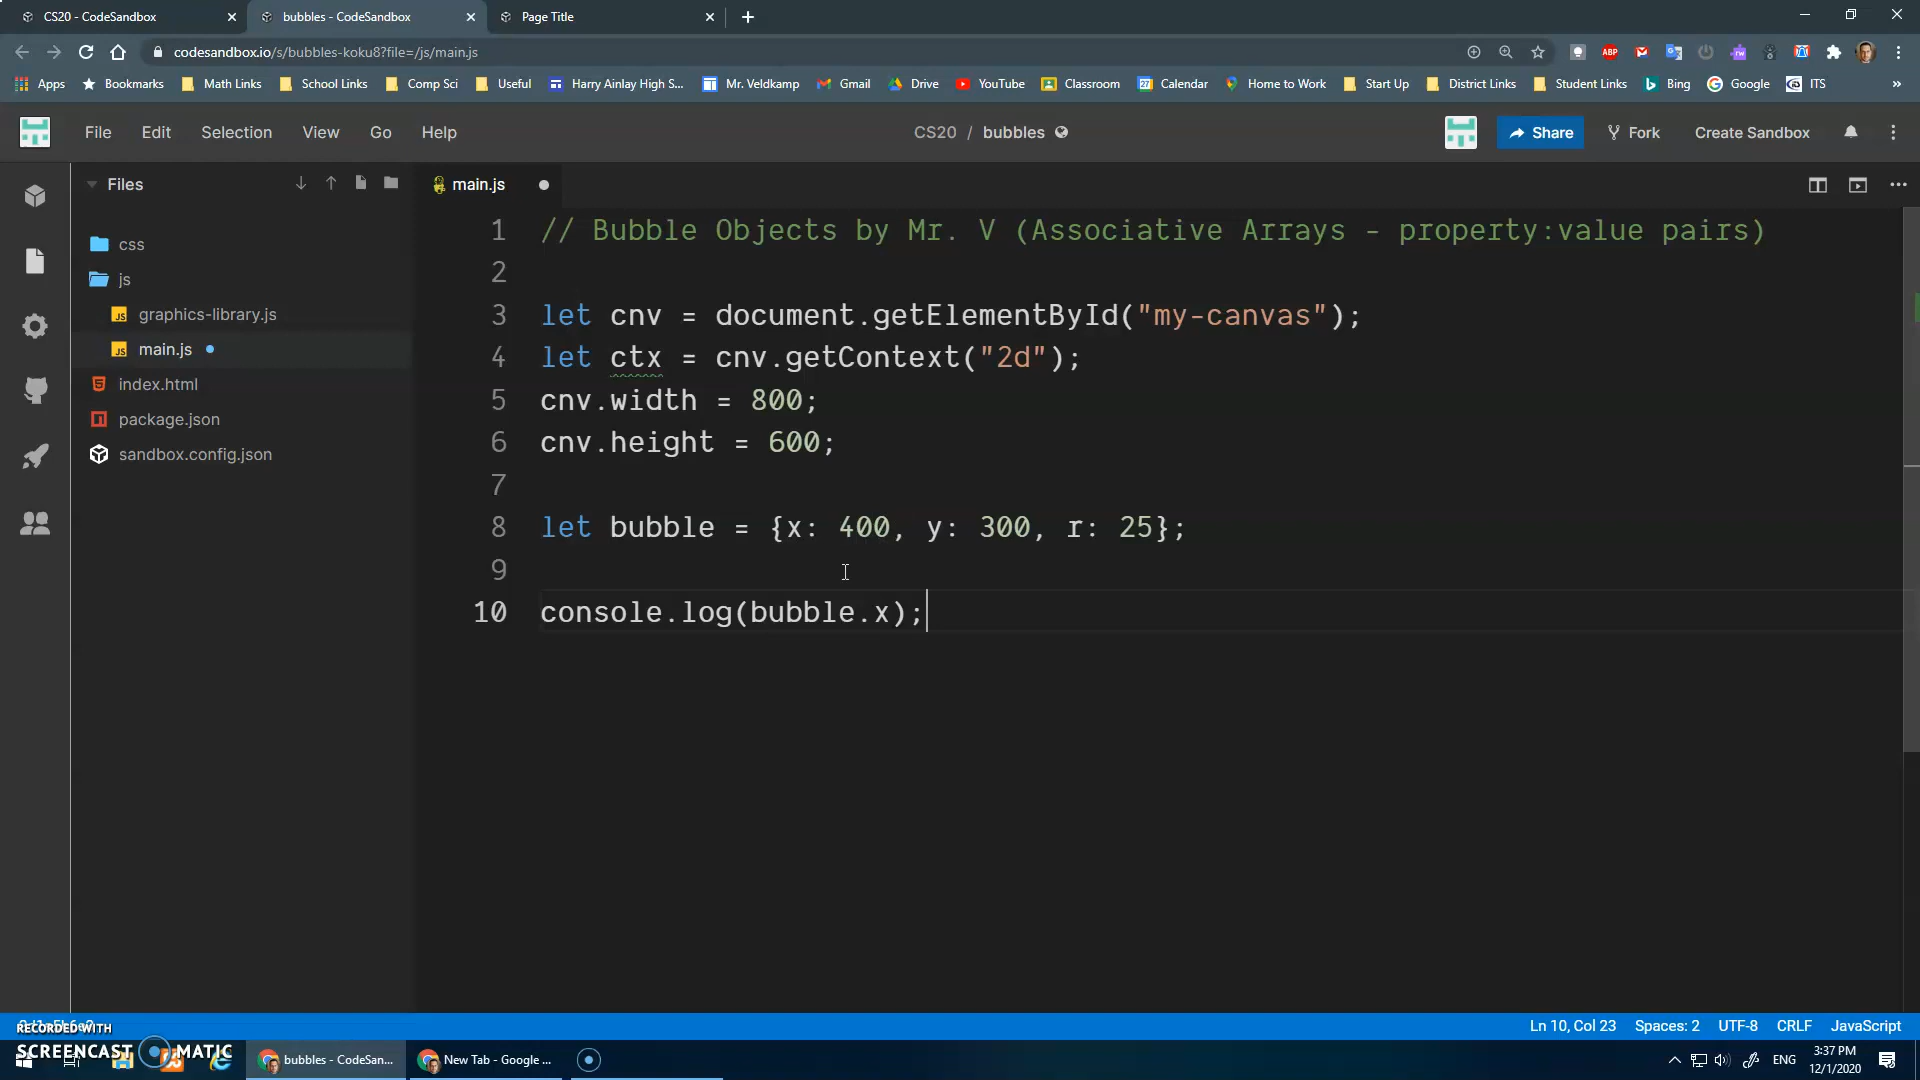 CS20 - CodeSandbox
bubbles - CodeSandbox
Page Title
codesandbox.io/s/bubbles-koku8?file=/js/main.js
ABP
Apps Bookmarks Math Links School Links Comp Sci Useful Harry Ainlay High S... Mr. Veldkamp Gmail Drive YouTube Classroom 27 Calendar Home to Work Start Up District Links Student Links Bing Google ITS »
File Edit Selection View Go Help
CS20 / bubbles
Share Fork Create Sandbox
Files
main.js
css
js
JS graphics-library.js
JS main.js
index.html
package.json
sandbox.config.json
1 // Bubble Objects by Mr. V (Associative Arrays - property:value pairs)
2
3 let cnv = document.getElementById("my-canvas");
4 let ctx = cnv.getContext("2d");
5 cnv.width = 800;
6 cnv.height = 600;
7
8 let bubble = {x: 400, y: 300, r: 25};
9
10 console.log(bubble.x);
Ln 10, Col 23 Spaces: 2 UTF-8 CRLF JavaScript
RECORDED WITH
SCREENCAST MATIC
bubbles - CodeSan...
New Tab - Google ...
ENG
3:37 PM
12/1/2020